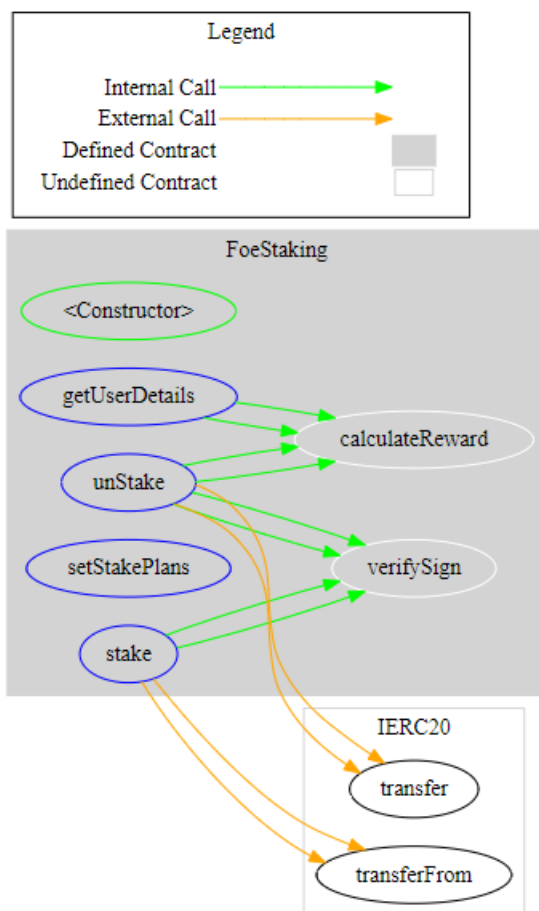 Legend
Internal Call
External Call
Defined Contract
Undefined Contract
FoeStaking
<Constructor>
getUserDetails
calculateReward
unStake
setStakePlans
verifySign
stake
IERC20
transfer
transferFrom